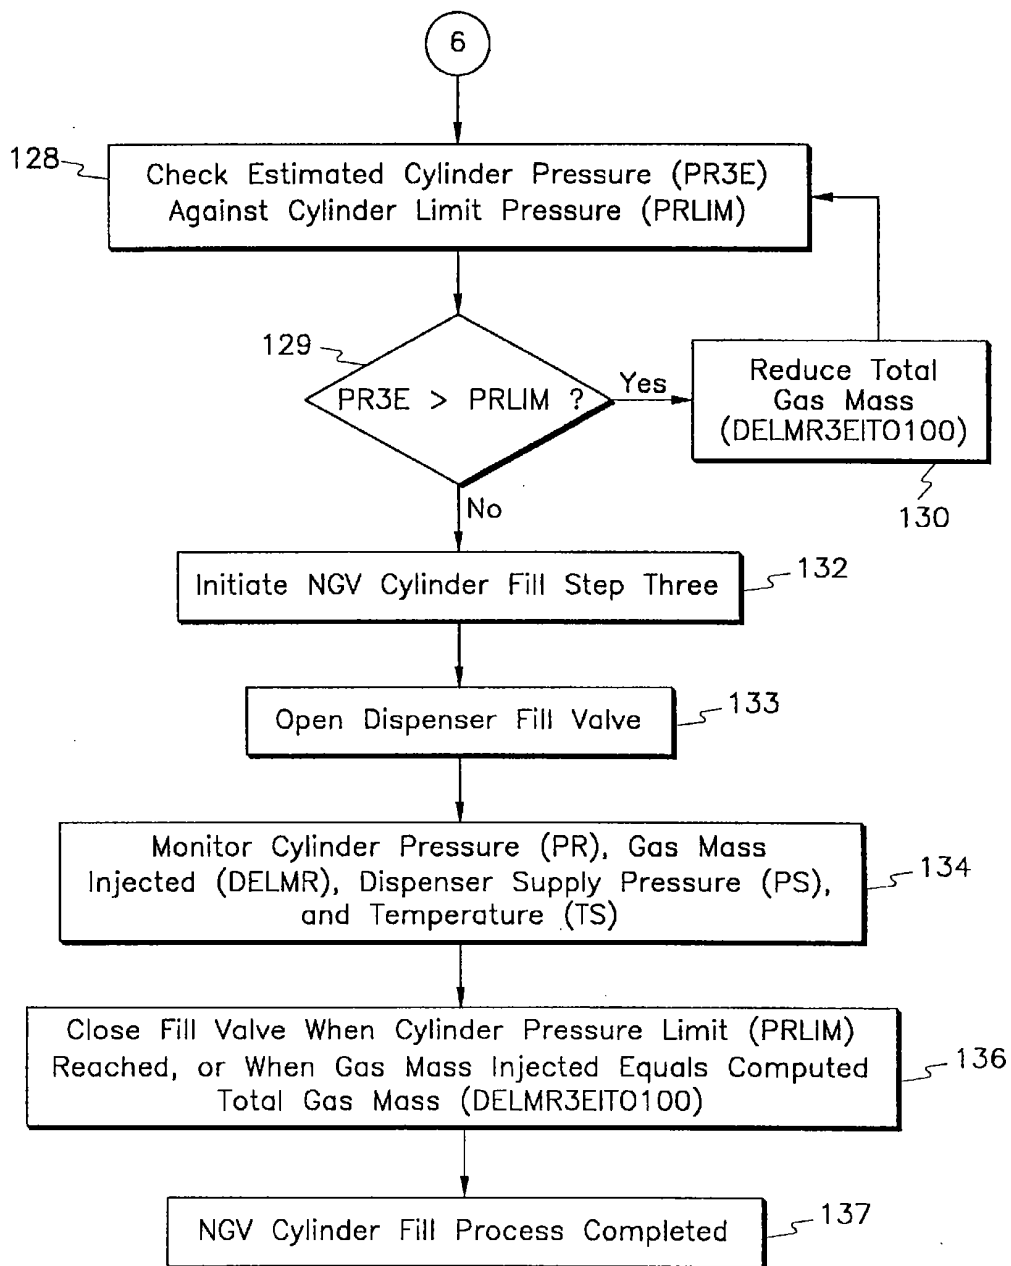 6
128
Check Estimated Cylinder Pressure (PR3E)
Against Cylinder Limit Pressure (PRLIM)
129
PR3E > PRLIM ?
Yes
Reduce Total
Gas Mass
(DELMR3EITO100)
130
No
Initiate NGV Cylinder Fill Step Three
132
Open Dispenser Fill Valve
133
Monitor Cylinder Pressure (PR), Gas Mass
Injected (DELMR), Dispenser Supply Pressure (PS),
and Temperature (TS)
134
Close Fill Valve When Cylinder Pressure Limit (PRLIM)
Reached, or When Gas Mass Injected Equals Computed
Total Gas Mass (DELMR3EITO100)
136
NGV Cylinder Fill Process Completed
137